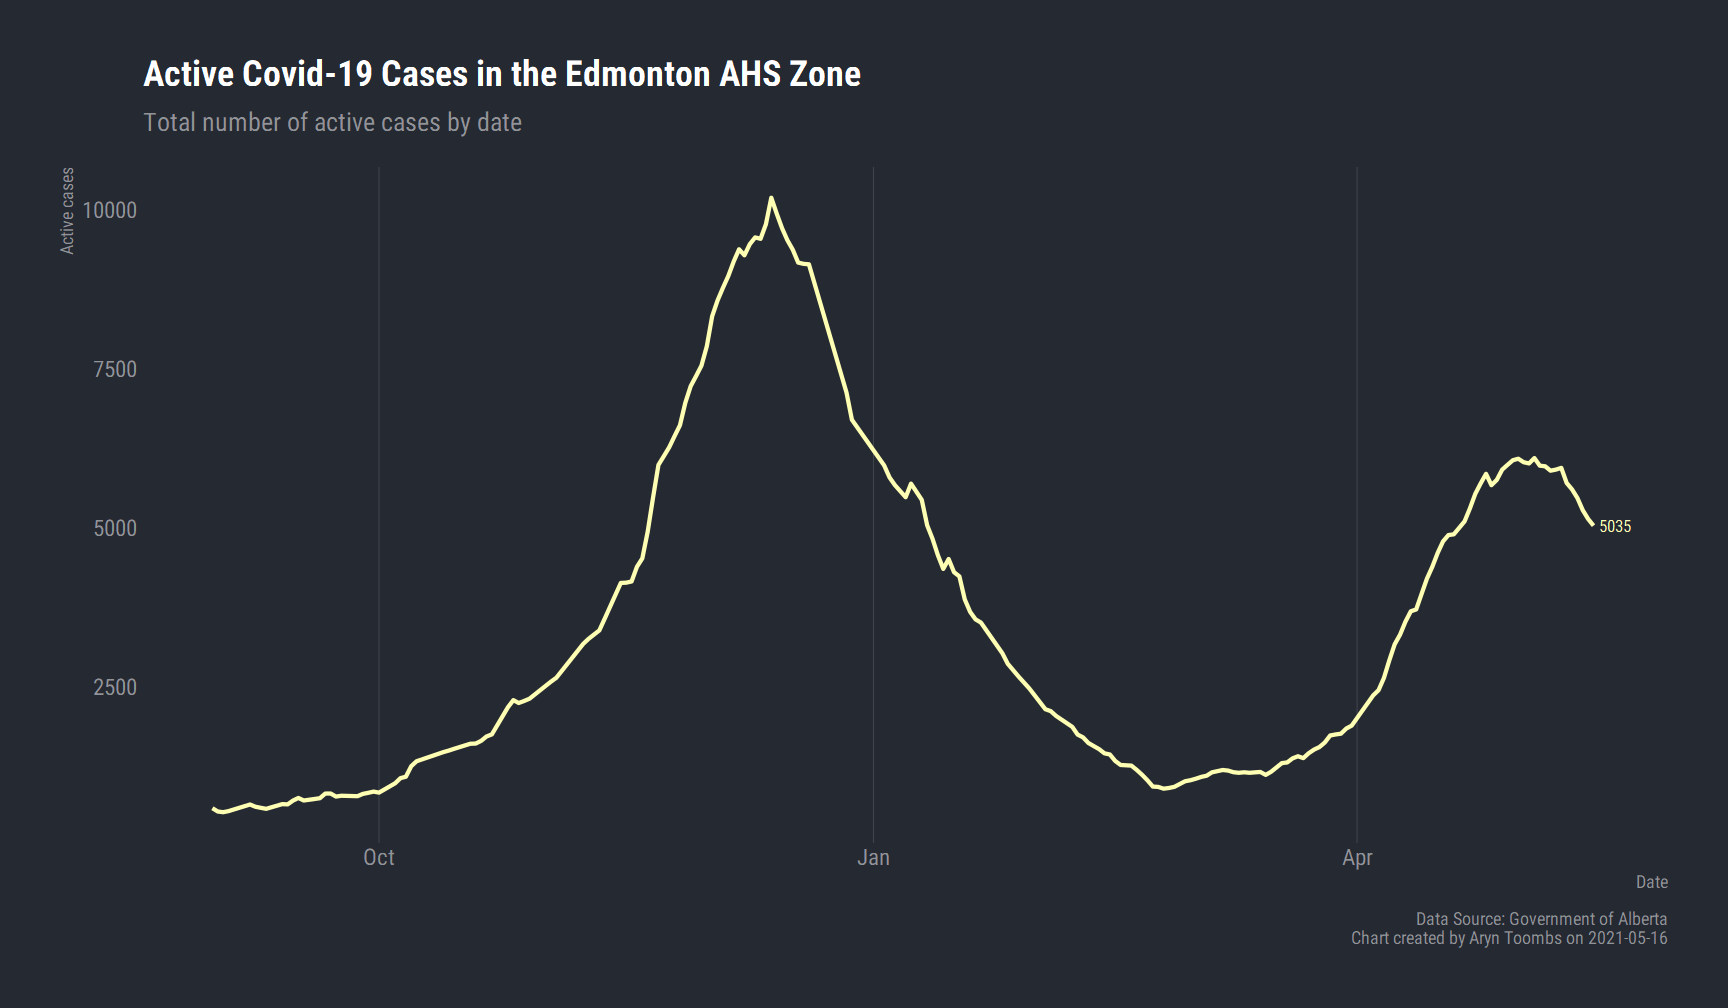 Active Covid-19 Cases in the Edmonton AHS Zone
Total number of active cases by date
Active cases
10000
7500
5000
2500
5035
Oct
Jan
Apr
Date
Data Source: Government of Alberta
Chart created by Aryn Toombs on 2021-05-16